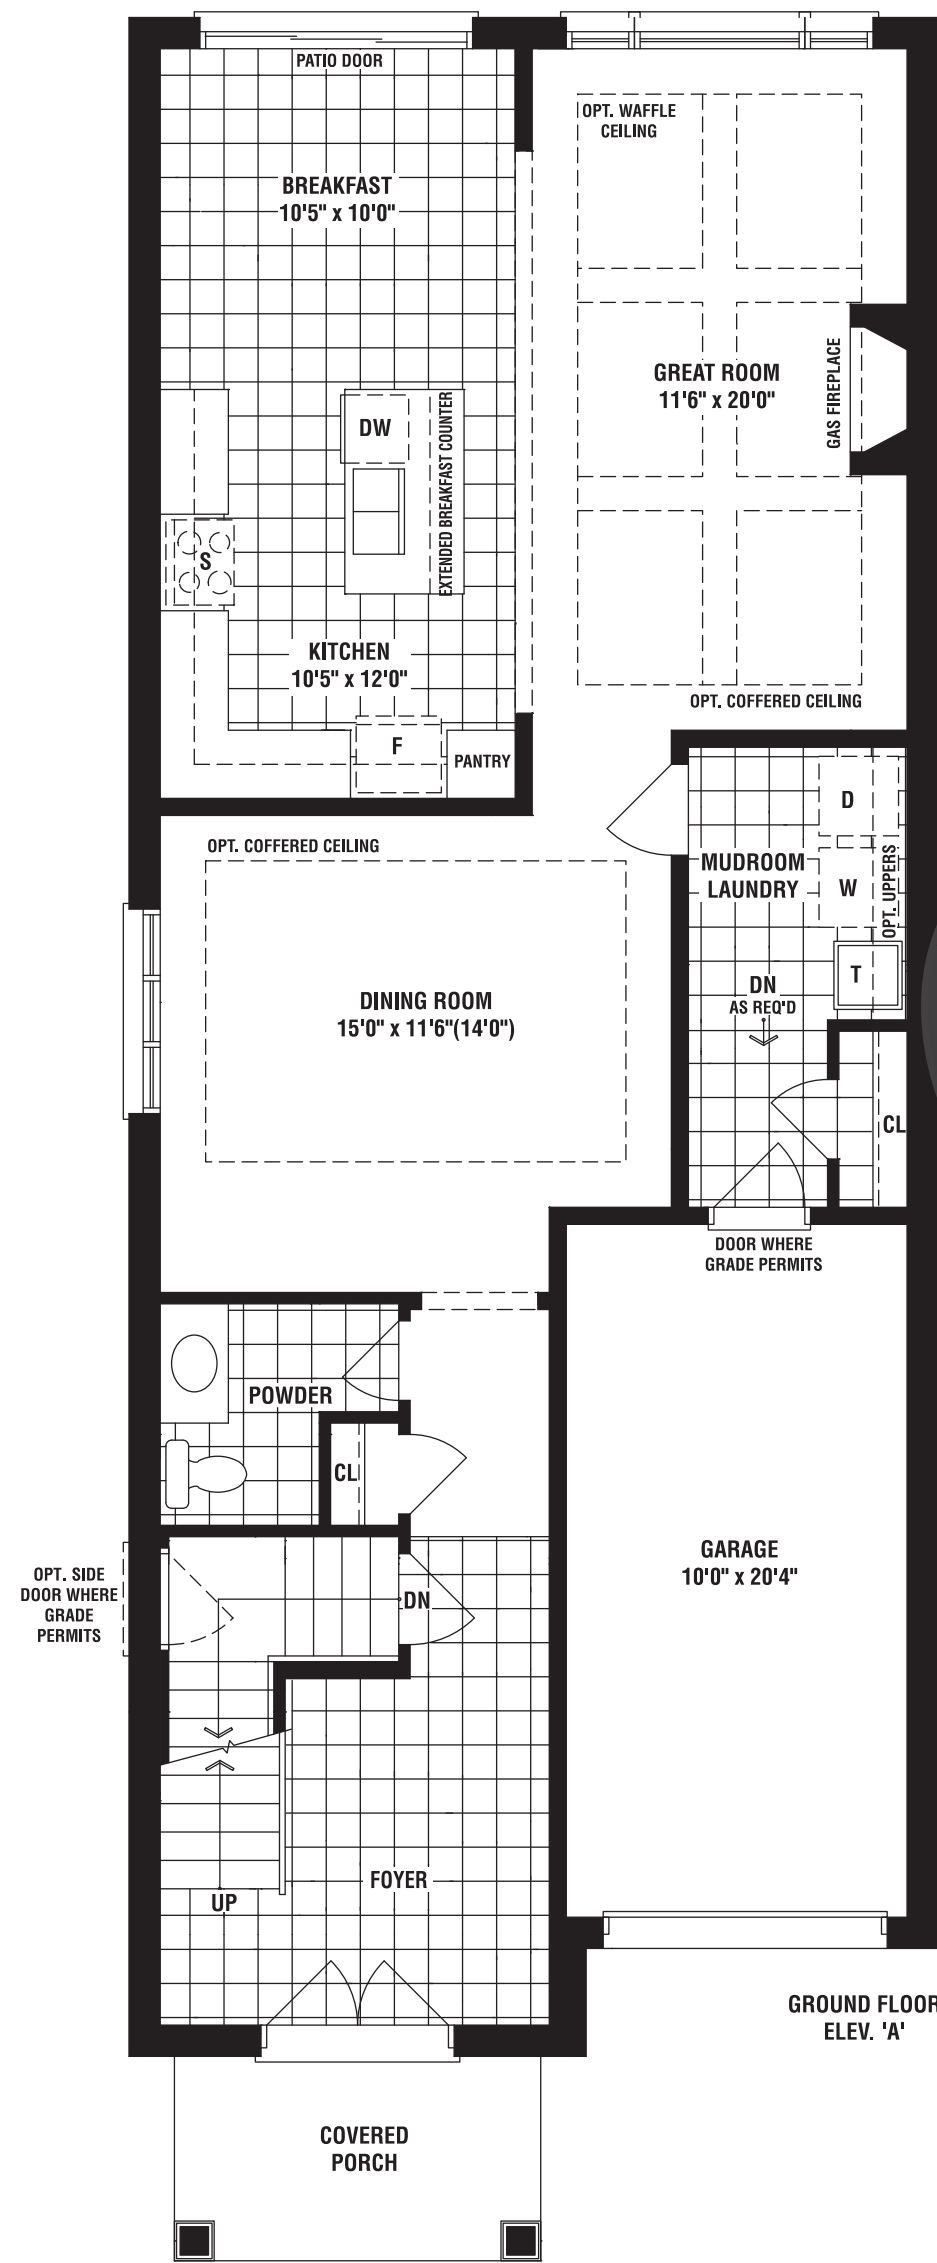 PATIO DOOR
OPT. WAFFLE
CEILING
BREAKFAST
10'5" x 10'0"
GREAT ROOM
11'6" x 20'0"
GAS FIREPLACE
DW
EXTENDED BREAKFAST COUNTER
S
KITCHEN
10'5" x 12'0"
OPT. COFFERED CEILING
F
PANTRY
D
OPT. COFFERED CEILING
MUDROOM
LAUNDRY
W
OPT. UPPERS
T
DN
AS REQ'D
DINING ROOM
15'0" x 11'6"(14'0")
CL
DOOR WHERE
GRADE PERMITS
POWDER
CL
GARAGE
10'0" x 20'4"
OPT. SIDE
DOOR WHERE
GRADE
PERMITS
DN
FOYER
UP
GROUND FLOOR
ELEV. 'A'
COVERED
PORCH